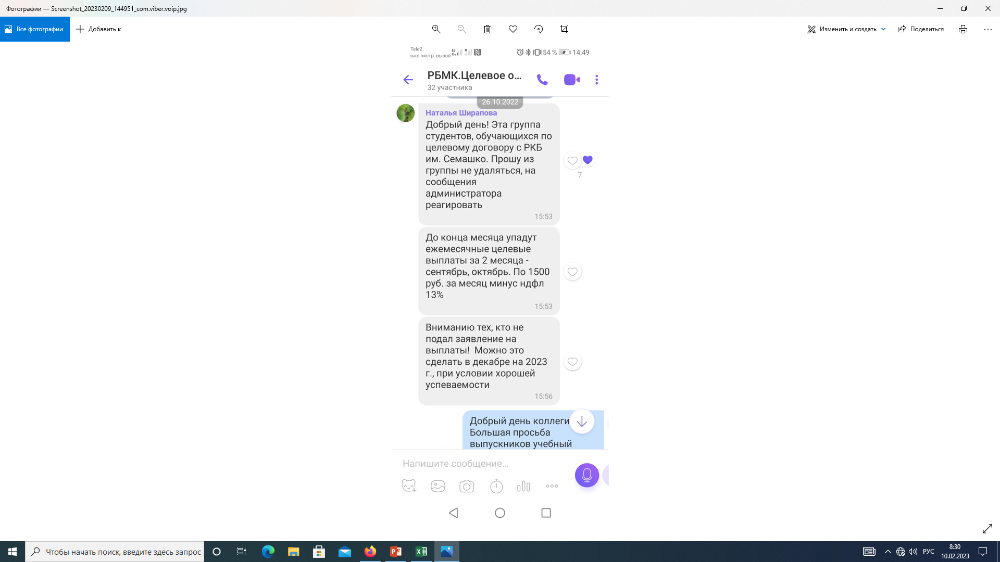 Фотографии — Screenshot_20230209_144951_com.viber.voip.jpg
Все фотографии
Добавить к
Изменить и создать
Поделиться
Tele2
ько экстр. вызов
4G
54 %
14:49
РБМК.Целевое о...
32 участника
26.10.2022
Наталья Ширапова
Добрый день! Эта группа
студентов, обучающихся по
целевому договору с РКБ
им. Семашко. Прошу из
группы не удаляться, на
сообщения
администратора
реагировать
15:53
7
До конца месяца упадут
ежемесячные целевые
выплаты за 2 месяца -
сентябрь, октябрь. По 1500
руб. за месяц минус ндфл
13%
15:53
Вниманию тех, кто не
подал заявление на
выплаты!  Можно это
сделать в декабре на 2023
г., при условии хорошей
успеваемости
15:56
Добрый день коллеги
Большая просьба
выпускников учебный
Напишите сообщение...
Чтобы начать поиск, введите здесь запрос
РУС
8:30
10.02.2023